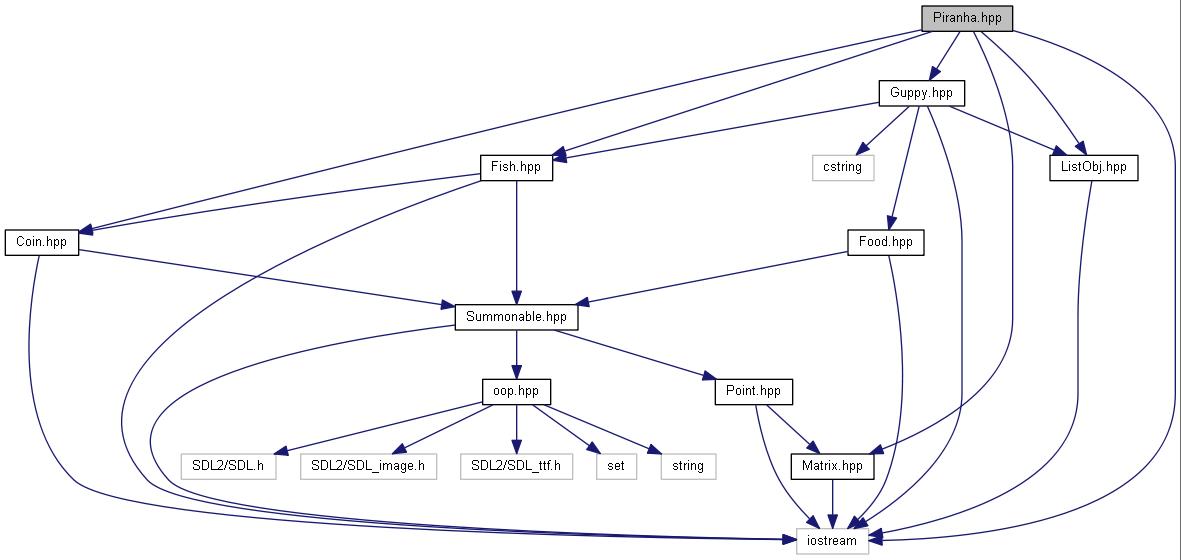 Piranha.hpp
Guppy.hpp
Fish.hpp
cstring
ListObj.hpp
Coin.hpp
Food.hpp
Summonable.hpp
oop.hpp
Point.hpp
SDL2/SDL.h
SDL2/SDL_image.h
SDL2/SDL_ttf.h
set
string
Matrix.hpp
iostream